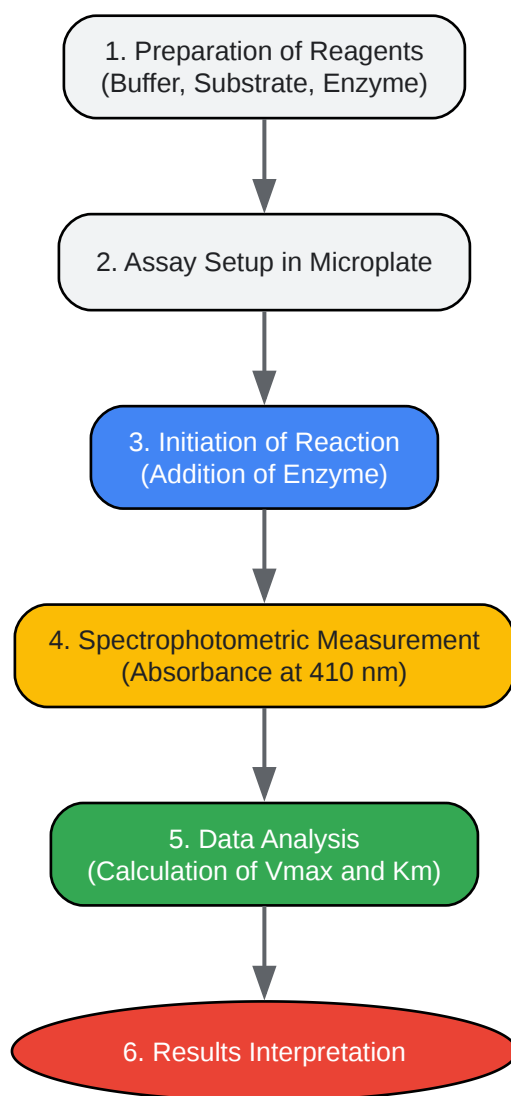 1. Preparation of Reagents
(Buffer, Substrate, Enzyme)
2. Assay Setup in Microplate
3. Initiation of Reaction
(Addition of Enzyme)
4. Spectrophotometric Measurement
(Absorbance at 410 nm)
5. Data Analysis
(Calculation of Vmax and Km)
6. Results Interpretation